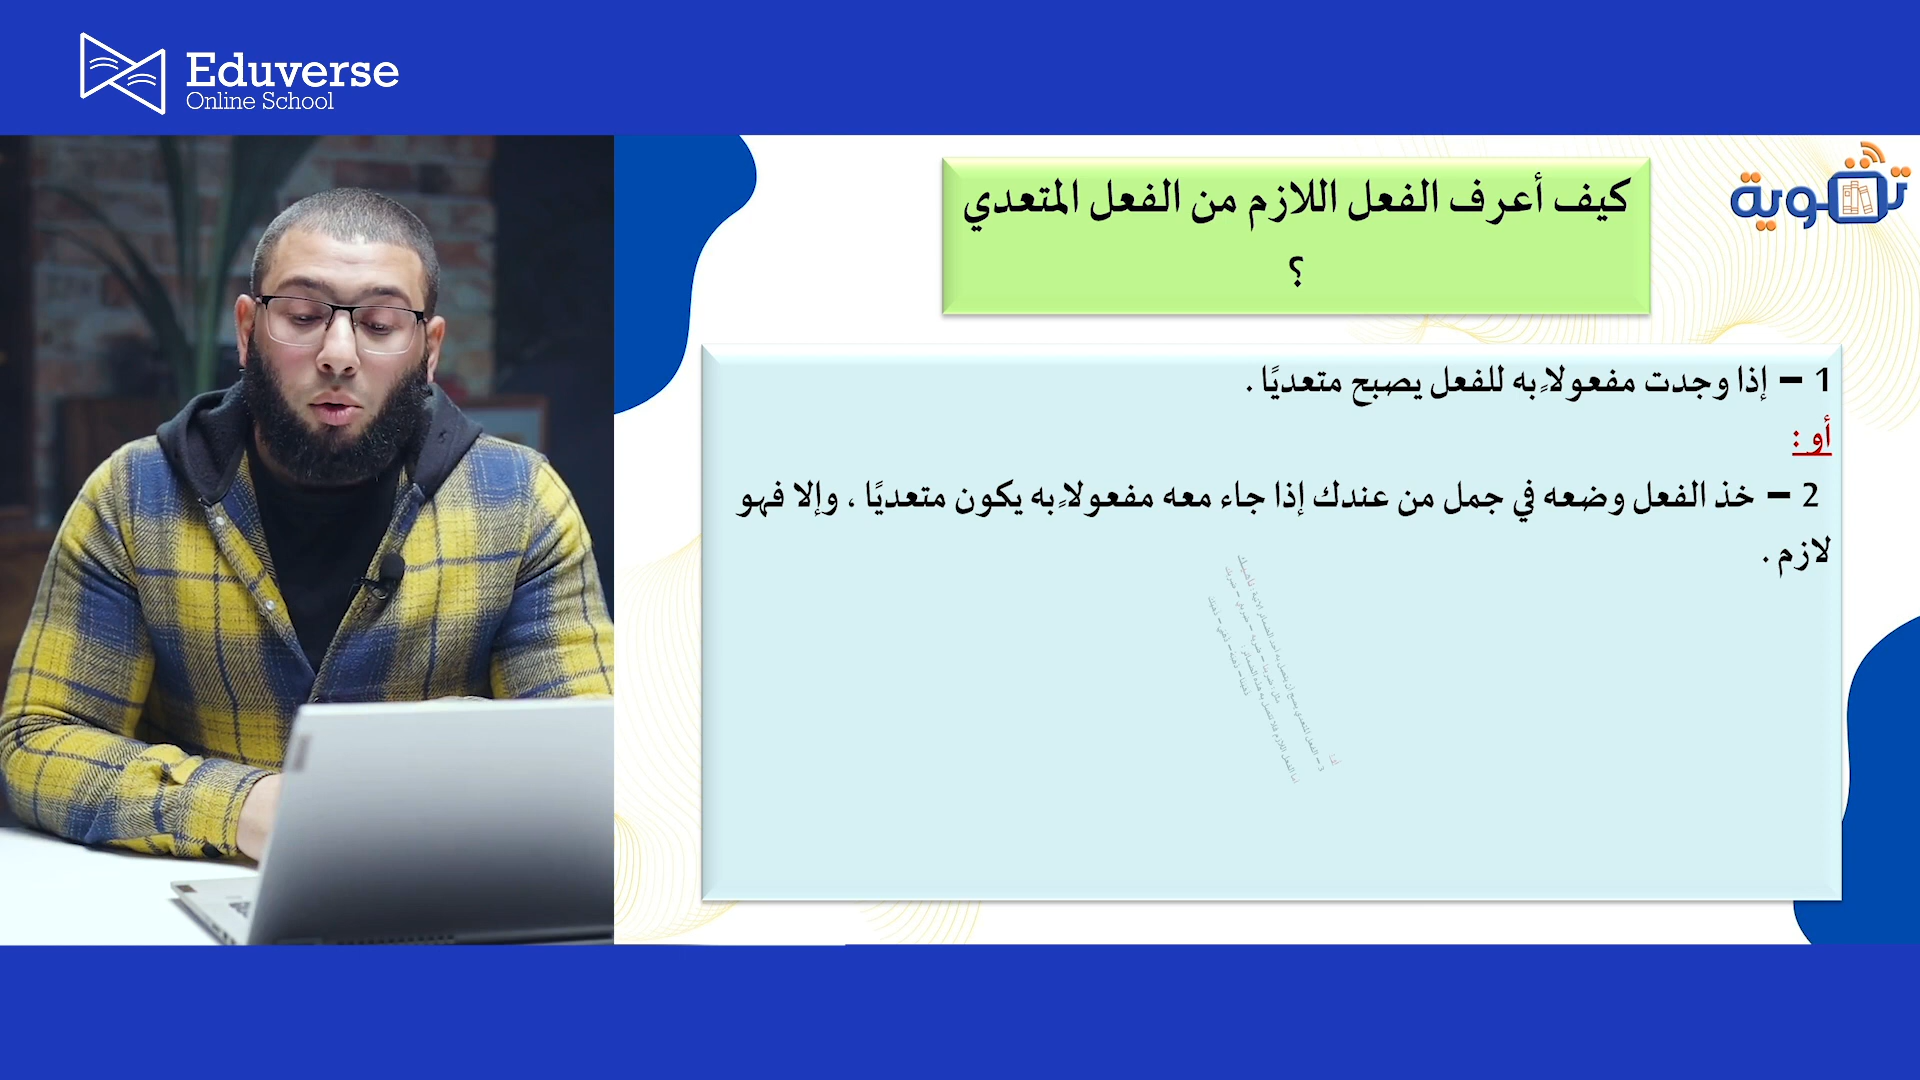 Eduverse
Online School
تقوية
كيف أعرف الفعل اللازم من الفعل المتعدي
؟
1 – إذا وجدت مفعولاً به للفعل يصبح متعديًا .
أو :
2 – خذ الفعل وضعه في جمل من عندك إذا جاء معه مفعولاً به يكون متعديًا ، وإلا فهو
لازم .